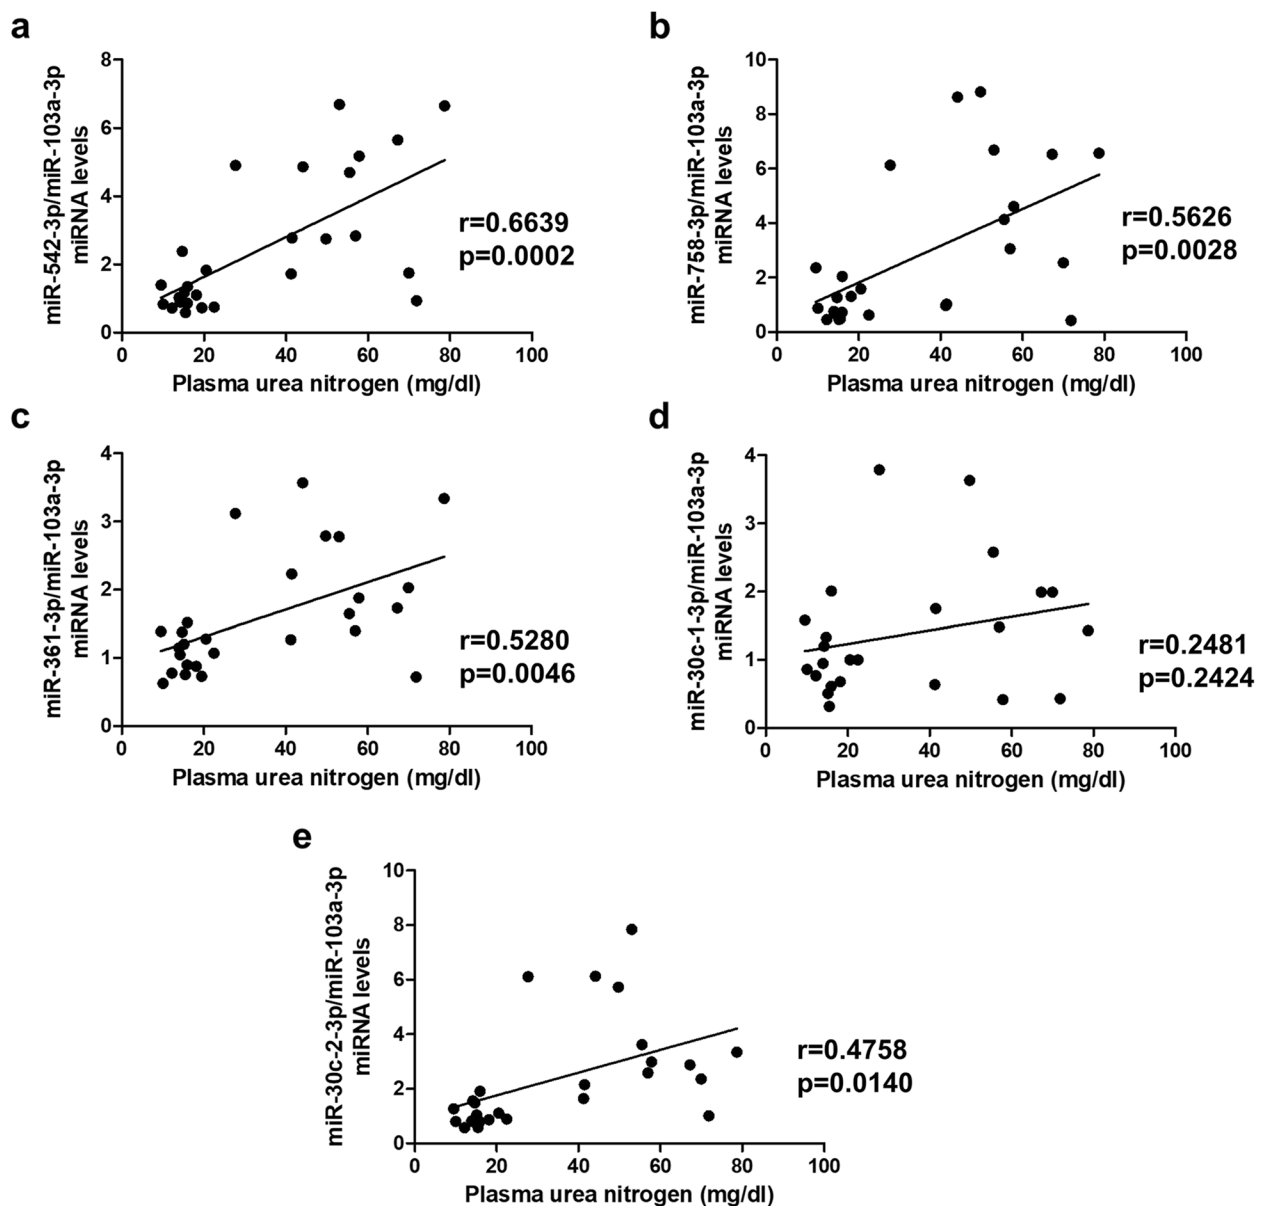 a
miR-542-3p/miR-103a-3p
miRNA levels
8
6
4
2
0
0 20 40 60 80 100
Plasma urea nitrogen (mg/dl)
r=0.6639
p=0.0002
b
miR-758-3p/miR-103a-3p
miRNA levels
10
8
6
4
2
0
0 20 40 60 80 100
Plasma urea nitrogen (mg/dl)
r=0.5626
p=0.0028
c
miR-361-3p/miR-103a-3p
miRNA levels
4
3
2
1
0
0 20 40 60 80 100
Plasma urea nitrogen (mg/dl)
r=0.5280
p=0.0046
d
miR-30c-1-3p/miR-103a-3p
miRNA levels
4
3
2
1
0
0 20 40 60 80 100
Plasma urea nitrogen (mg/dl)
r=0.2481
p=0.2424
e
miR-30c-2-3p/miR-103a-3p
miRNA levels
10
8
6
4
2
0
0 20 40 60 80 100
Plasma urea nitrogen (mg/dl)
r=0.4758
p=0.0140